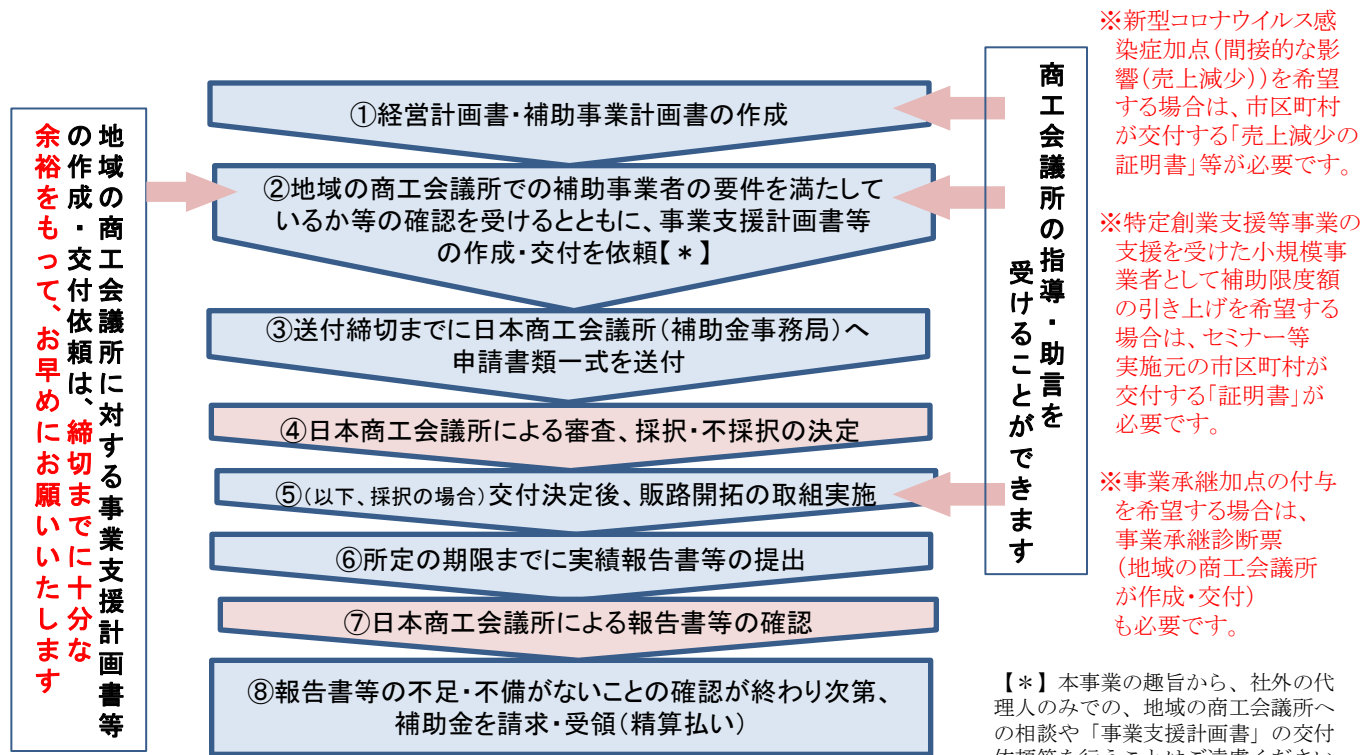 地域の商工会議所に対する事業支援計画書等
の作成・交付依頼は、締切までに十分な
余裕をもって、お早めにお願いいたします
①経営計画書・補助事業計画書の作成
②地域の商工会議所での補助事業者の要件を満たして
いるか等の確認を受けるとともに、事業支援計画書等
の作成・交付を依頼【＊】
③送付締切までに日本商工会議所（補助金事務局）へ
申請書類一式を送付
④日本商工会議所による審査、採択・不採択の決定
⑤（以下、採択の場合）交付決定後、販路開拓の取組実施
⑥所定の期限までに実績報告書等の提出
⑦日本商工会議所による報告書等の確認
⑧報告書等の不足・不備がないことの確認が終わり次第、
補助金を請求・受領（精算払い）
商工会議所の指導・助言を
受けることができます
※新型コロナウイルス感
染症加点（間接的な影
響（売上減少））を希望
する場合は、市区町村
が交付する「売上減少の
証明書」等が必要です。
※特定創業支援等事業の
支援を受けた小規模事
業者として補助限度額
の引き上げを希望する
場合は、セミナー等
実施元の市区町村が
交付する「証明書」が
必要です。
※事業承継加点の付与
を希望する場合は、
事業承継診断票
（地域の商工会議所
が作成・交付）
も必要です。
【＊】本事業の趣旨から、社外の代
理人のみでの、地域の商工会議所へ
の相談や「事業支援計画書」の交付
依頼等を行うことはご遠慮ください